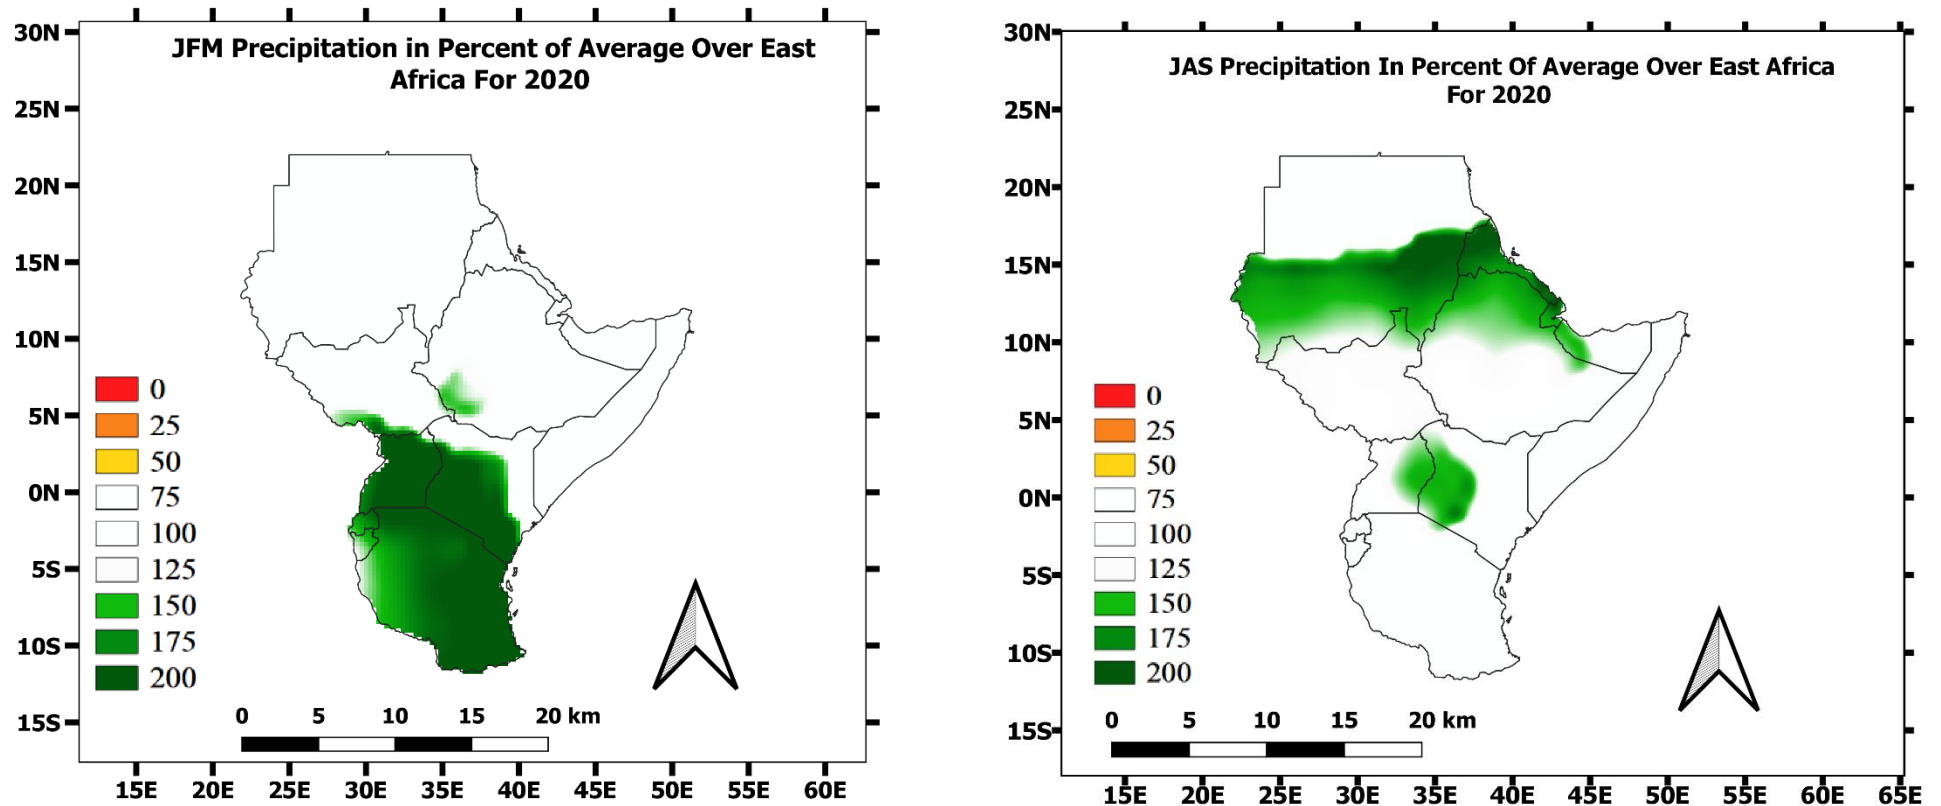 JFM Precipitation in Percent of Average Over East
Africa For 2020
30N
25N
20N
15N
10N
5N
0N
5S
10S
15S
0
25
50
75
100
125
150
175
200
0 5 10 15 20 km
15E 20E 25E 30E 35E 40E 45E 50E 55E 60E
JAS Precipitation In Percent Of Average Over East Africa
For 2020
30N
25N
20N
15N
10N
5N
0N
5S
10S
15S
0
25
50
75
100
125
150
175
200
0 5 10 15 20 km
15E 20E 25E 30E 35E 40E 45E 50E 55E 60E 65E